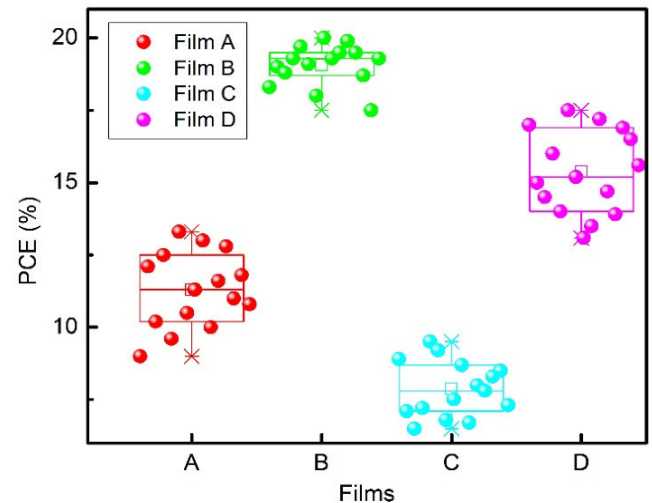 20
15
10
PCE (%)
Film A
Film B
Film C
Film D
A B C D
Films